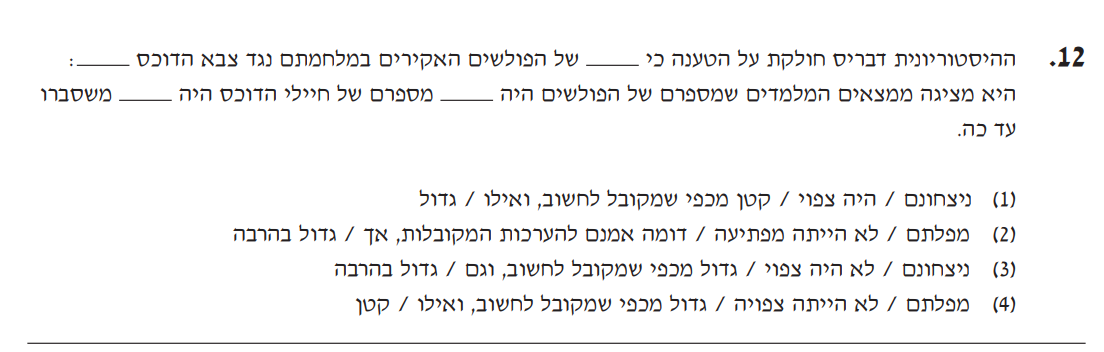 12. ההיסטוריונית דבריס חולקת על הטענה כי _____ של הפולשים האקירים במלחמתם נגד צבא הדוכס _____:
היא מציגה ממצאים המלמדים שמספרם של הפולשים היה _____ מספרם של חיילי הדוכס היה _____ משסברו
עד כה.
(1) ניצחונם / היה צפוי / קטן מכפי שמקובל לחשוב, ואילו / גדול
(2) מפלתם / לא הייתה מפתיעה / דומה אמנם להערכות המקובלות, אך / גדול בהרבה
(3) ניצחונם / לא היה צפוי / גדול מכפי שמקובל לחשוב, וגם / גדול בהרבה
(4) מפלתם / לא הייתה צפויה / גדול מכפי שמקובל לחשוב, ואילו / קטן